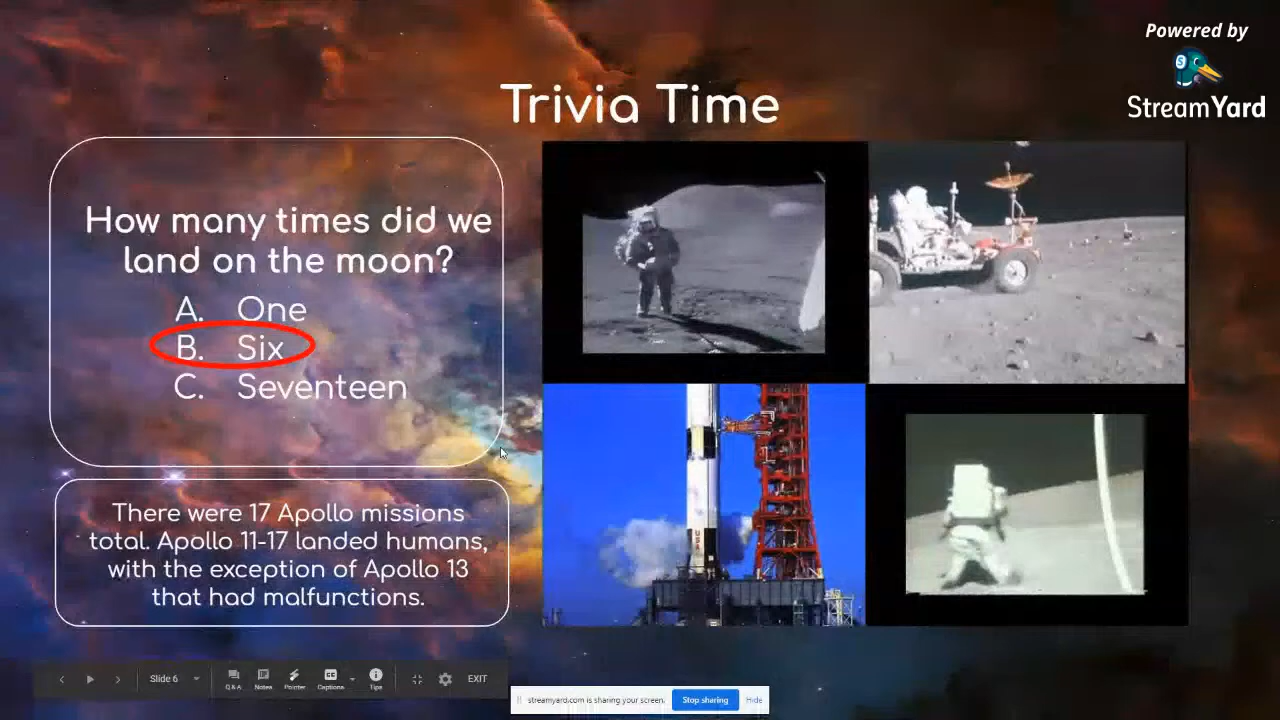 Powered by
StreamYard
Trivia Time
How many times did we
land on the moon?
A. One
B. Six
C. Seventeen
There were 17 Apollo missions
total. Apollo 11-17 landed humans,
with the exception of Apollo 13
that had malfunctions.
USA
Slide 6
Q & A
Notes
Pointer
Captions
Tips
EXIT
streamyard.com is sharing your screen.
Stop sharing
Hide